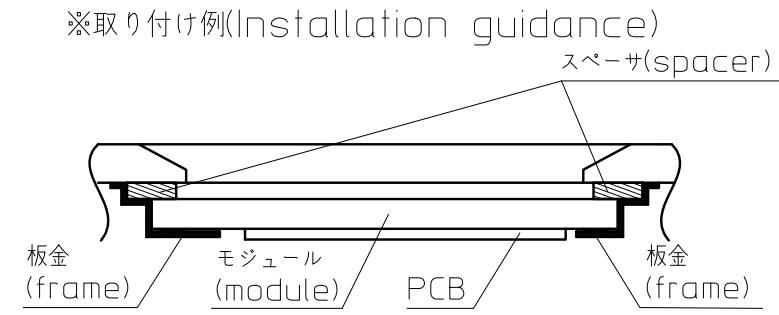 ※取り付け例(Installation guidance)
スペーサ(spacer)
板金
(frame)
モジュール
(module)
PCB
板金
(frame)